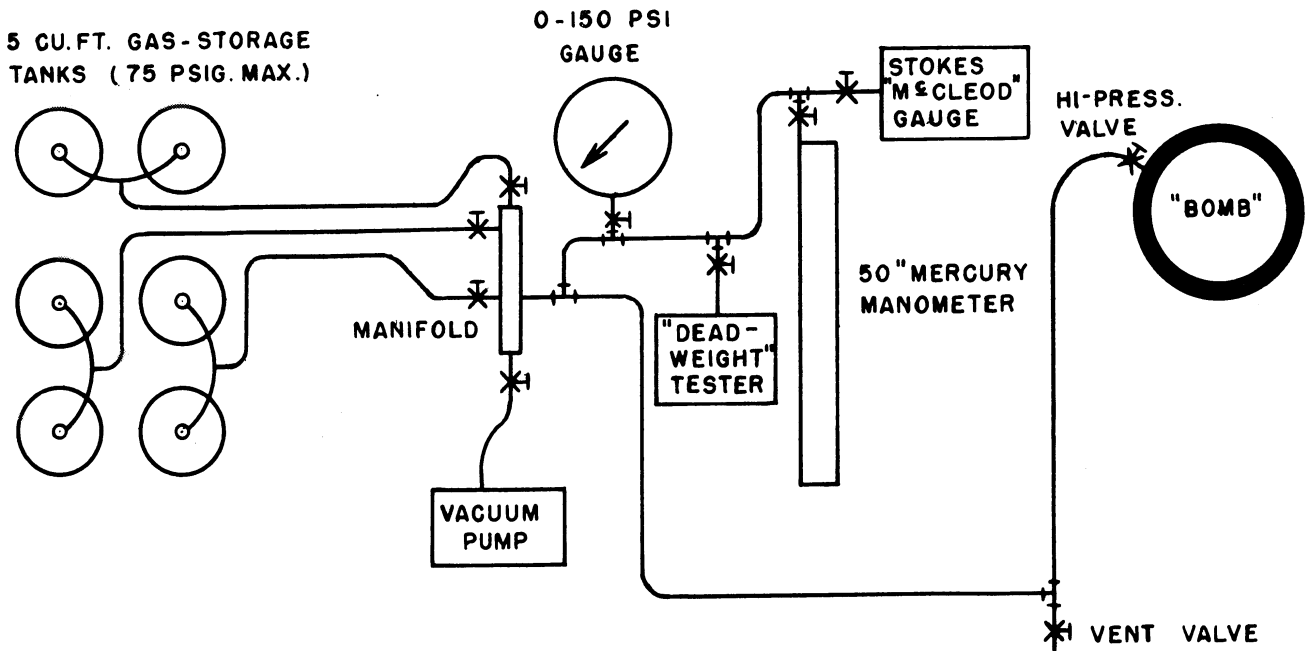 5 CU. FT. GAS-STORAGE
TANKS (75 PSIG. MAX.)
0-150 PSI
GAUGE
STOKES
"McCLEOD"
GAUGE
HI-PRESS.
VALVE
"BOMB"
50" MERCURY
MANOMETER
MANIFOLD
"DEAD-
WEIGHT"
TESTER
VACUUM
PUMP
VENT VALVE